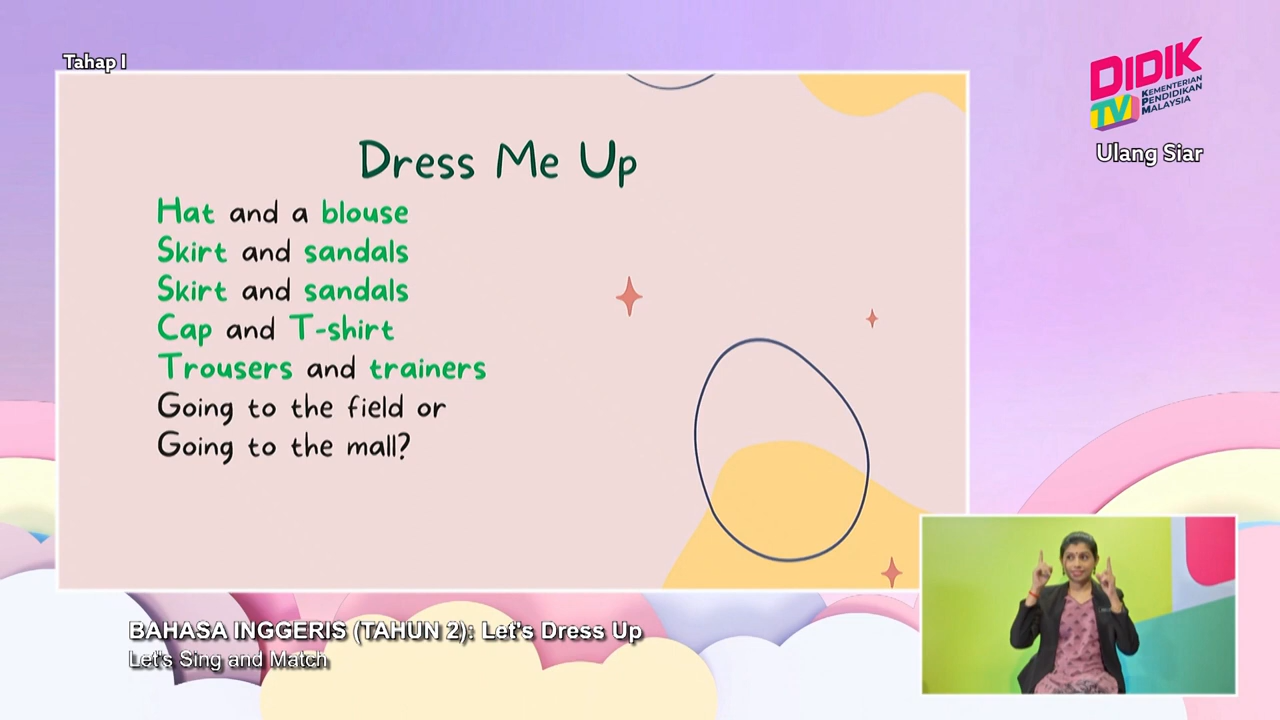 Tahap I
DIDIK
TV
KEMENTERIAN
PENDIDIKAN
MALAYSIA
Ulang Siar
Dress Me Up
Hat and a blouse
Skirt and sandals
Skirt and sandals
Cap and T-shirt
Trousers and trainers
Going to the field or
Going to the mall?
BAHASA INGGERIS (TAHUN 2): Let's Dress Up
Let's Sing and Match